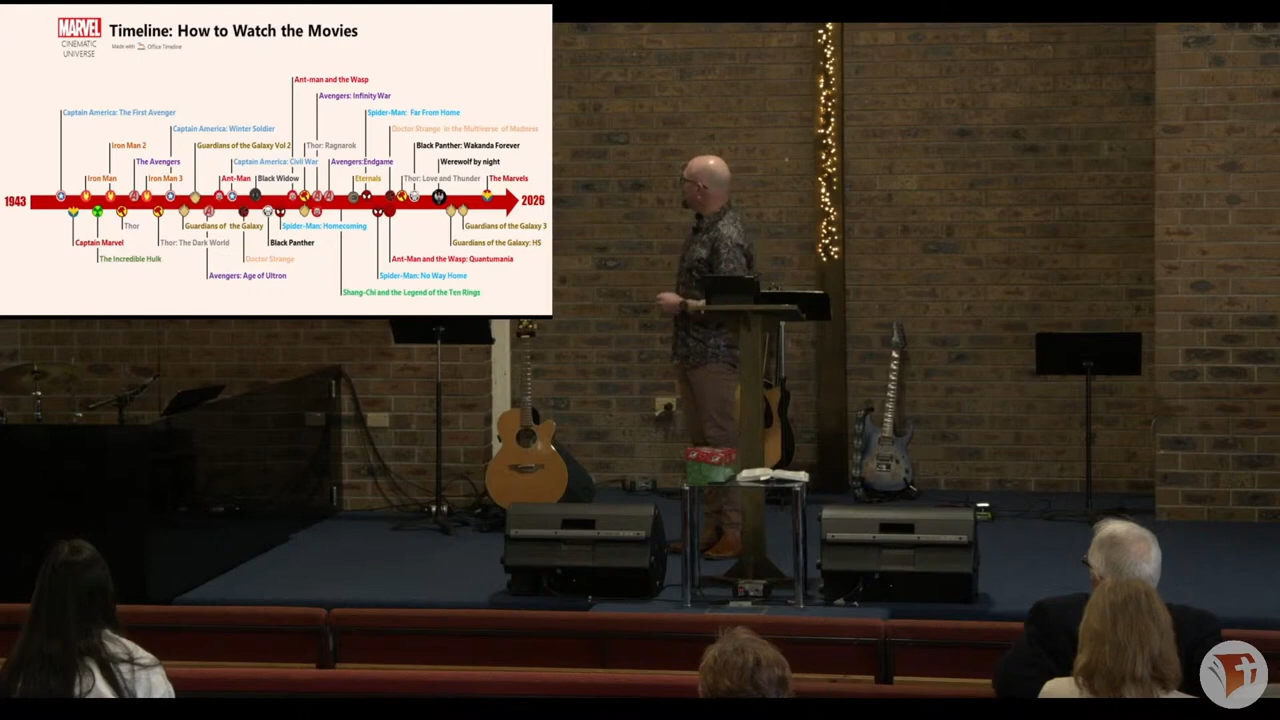 MARVEL
CINEMATIC
UNIVERSE
Timeline: How to Watch the Movies
Made with Office Timeline
Ant-man and the Wasp
Avengers: Infinity War
Captain America: The First Avenger
Spider-Man: Far From Home
Captain America: Winter Soldier
Doctor Strange in the Multiverse of Madness
Iron Man 2
Guardians of the Galaxy Vol 2
Thor: Ragnarok
Black Panther: Wakanda Forever
The Avengers
Captain America: Civil War
Avengers:Endgame
Werewolf by night
Iron Man
Iron Man 3
Ant-Man
Black Widow
Eternals
Thor: Love and Thunder
The Marvels
1943
2026
Thor
Guardians of the Galaxy
Spider-Man: Homecoming
Guardians of the Galaxy 3
Captain Marvel
Thor: The Dark World
Black Panther
Guardians of the Galaxy: HS
The Incredible Hulk
Doctor Strange
Ant-Man and the Wasp: Quantumania
Avengers: Age of Ultron
Spider-Man: No Way Home
Shang-Chi and the Legend of the Ten Rings